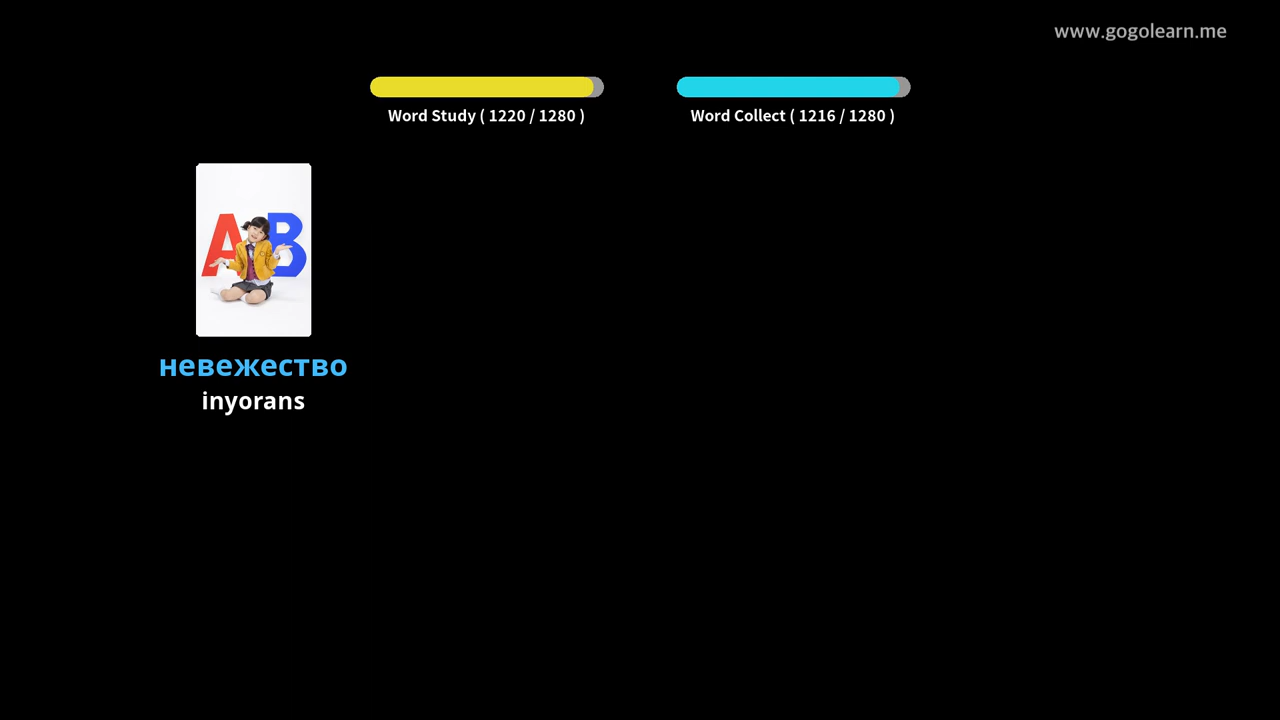 www.gogolearn.me
Word Study ( 1220 / 1280 )
Word Collect ( 1216 / 1280 )
A B
невежество
inyorans